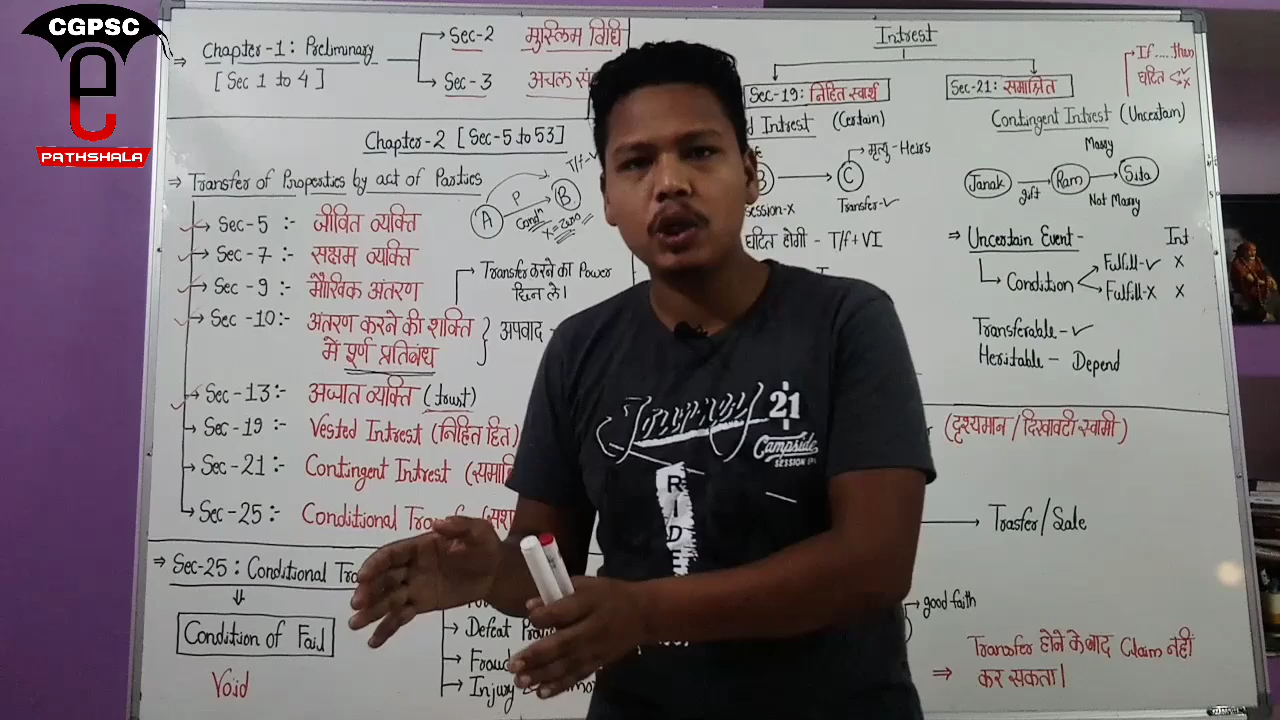 CGPSC
e
PATHSHALA
⇒ Chapter-1: Preliminary
[Sec 1 to 4]
Sec-2 मुस्लिम विधि
Sec-3 अचल
Chapter-2 [Sec-5 to 53]
⇒ Transfer of Properties by act of Parties
Sec-5 :- जीवित व्यक्ति
Sec-7 :- सक्षम व्यक्ति
Sec-9 :- मौखिक अंतरण
Sec-10:- अंतरण करने की शक्ति
में पूर्ण प्रतिबंध
} अपवाद -
Transfer करने का Power
छिन ले।
Sec-13:- अज्ञात व्यक्ति (trust)
Sec-19:- Vested Intrest (निहित हित)
Sec-21:- Contingent Intrest
Sec-25:- Conditional
A P B
T/f-
Condn
⇒ Sec-25: Conditional
⇓
Condition of Fail
Void
Defeat
Fraud
Injury
Intrest
Sec-19: निहित स्वार्थ
Intrest (Certain)
C
मृत्यु-Heirs
Transfer-✓
घटित होगी - T/f+VI
Sec-21: समाश्रित
If....then
घटित
Contingent Intrest (Uncertain)
Marry
Janak gift Ram Sida
Not Marry
⇒ Uncertain Event- Int
Condition
Fulfill-✓ X
Fulfill-X X
Transferable-✓
Heritable- Depend
(दृश्यमान/दिखावटी स्वामी)
Trasfer/Sale
good faith
⇒ Transfer होने के बाद Claim नहीं
कर सकता।
21
Campside
RIDE